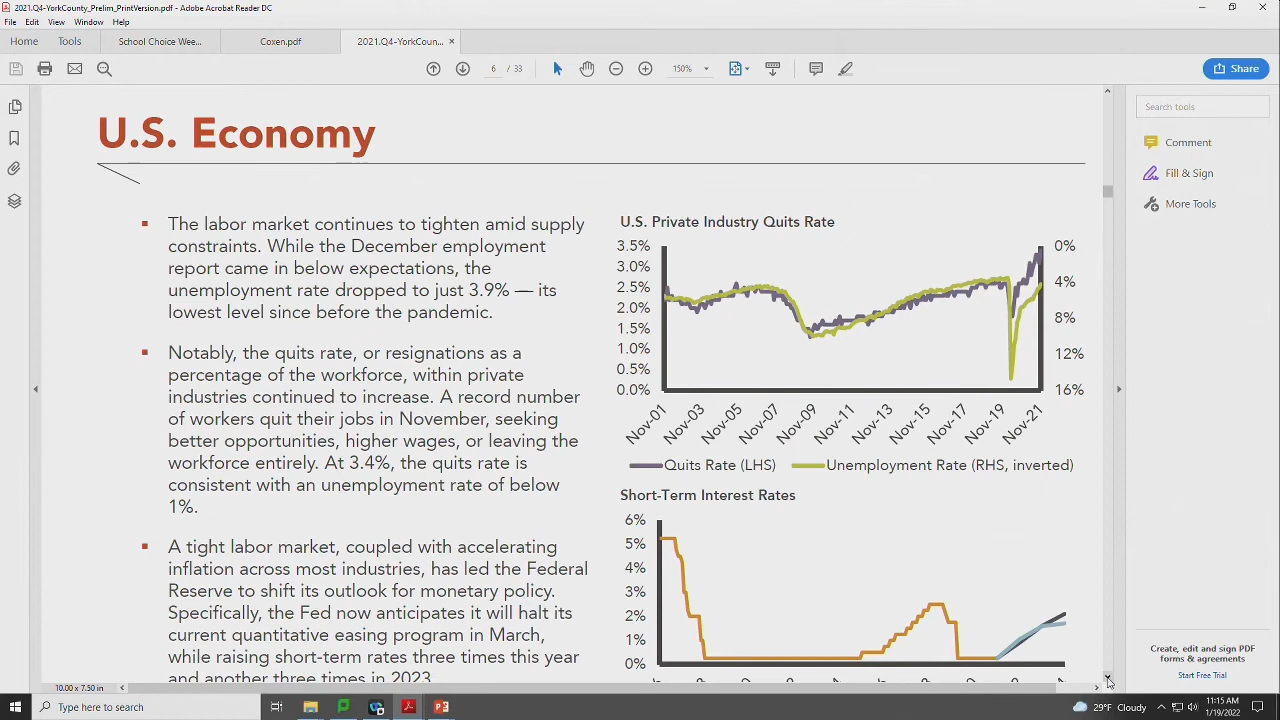 2021.Q4-YorkCounty_Prelim_PrintVersion.pdf - Adobe Acrobat Reader DC
File Edit View Window Help
Home Tools School Choice Wee... Coxen.pdf 2021.Q4-YorkCoun... ×
6 / 33 150% Share
U.S. Economy
The labor market continues to tighten amid supply
constraints. While the December employment
report came in below expectations, the
unemployment rate dropped to just 3.9% — its
lowest level since before the pandemic.
Notably, the quits rate, or resignations as a
percentage of the workforce, within private
industries continued to increase. A record number
of workers quit their jobs in November, seeking
better opportunities, higher wages, or leaving the
workforce entirely. At 3.4%, the quits rate is
consistent with an unemployment rate of below
1%.
A tight labor market, coupled with accelerating
inflation across most industries, has led the Federal
Reserve to shift its outlook for monetary policy.
Specifically, the Fed now anticipates it will halt its
current quantitative easing program in March,
while raising short-term rates three times this year
and another three times in 2023.
U.S. Private Industry Quits Rate
3.5% 0%
3.0%
2.5% 4%
2.0%
1.5% 8%
1.0% 12%
0.5%
0.0% 16%
Nov-01 Nov-03 Nov-05 Nov-07 Nov-09 Nov-11 Nov-13 Nov-15 Nov-17 Nov-19 Nov-21
Quits Rate (LHS) Unemployment Rate (RHS, inverted)
Short-Term Interest Rates
6%
5%
4%
3%
2%
1%
0%
Search tools
Comment
Fill & Sign
More Tools
Create, edit and sign PDF
forms & agreements
Start Free Trial
10.00 x 7.50 in
Type here to search
29°F Cloudy
11:15 AM
1/19/2022